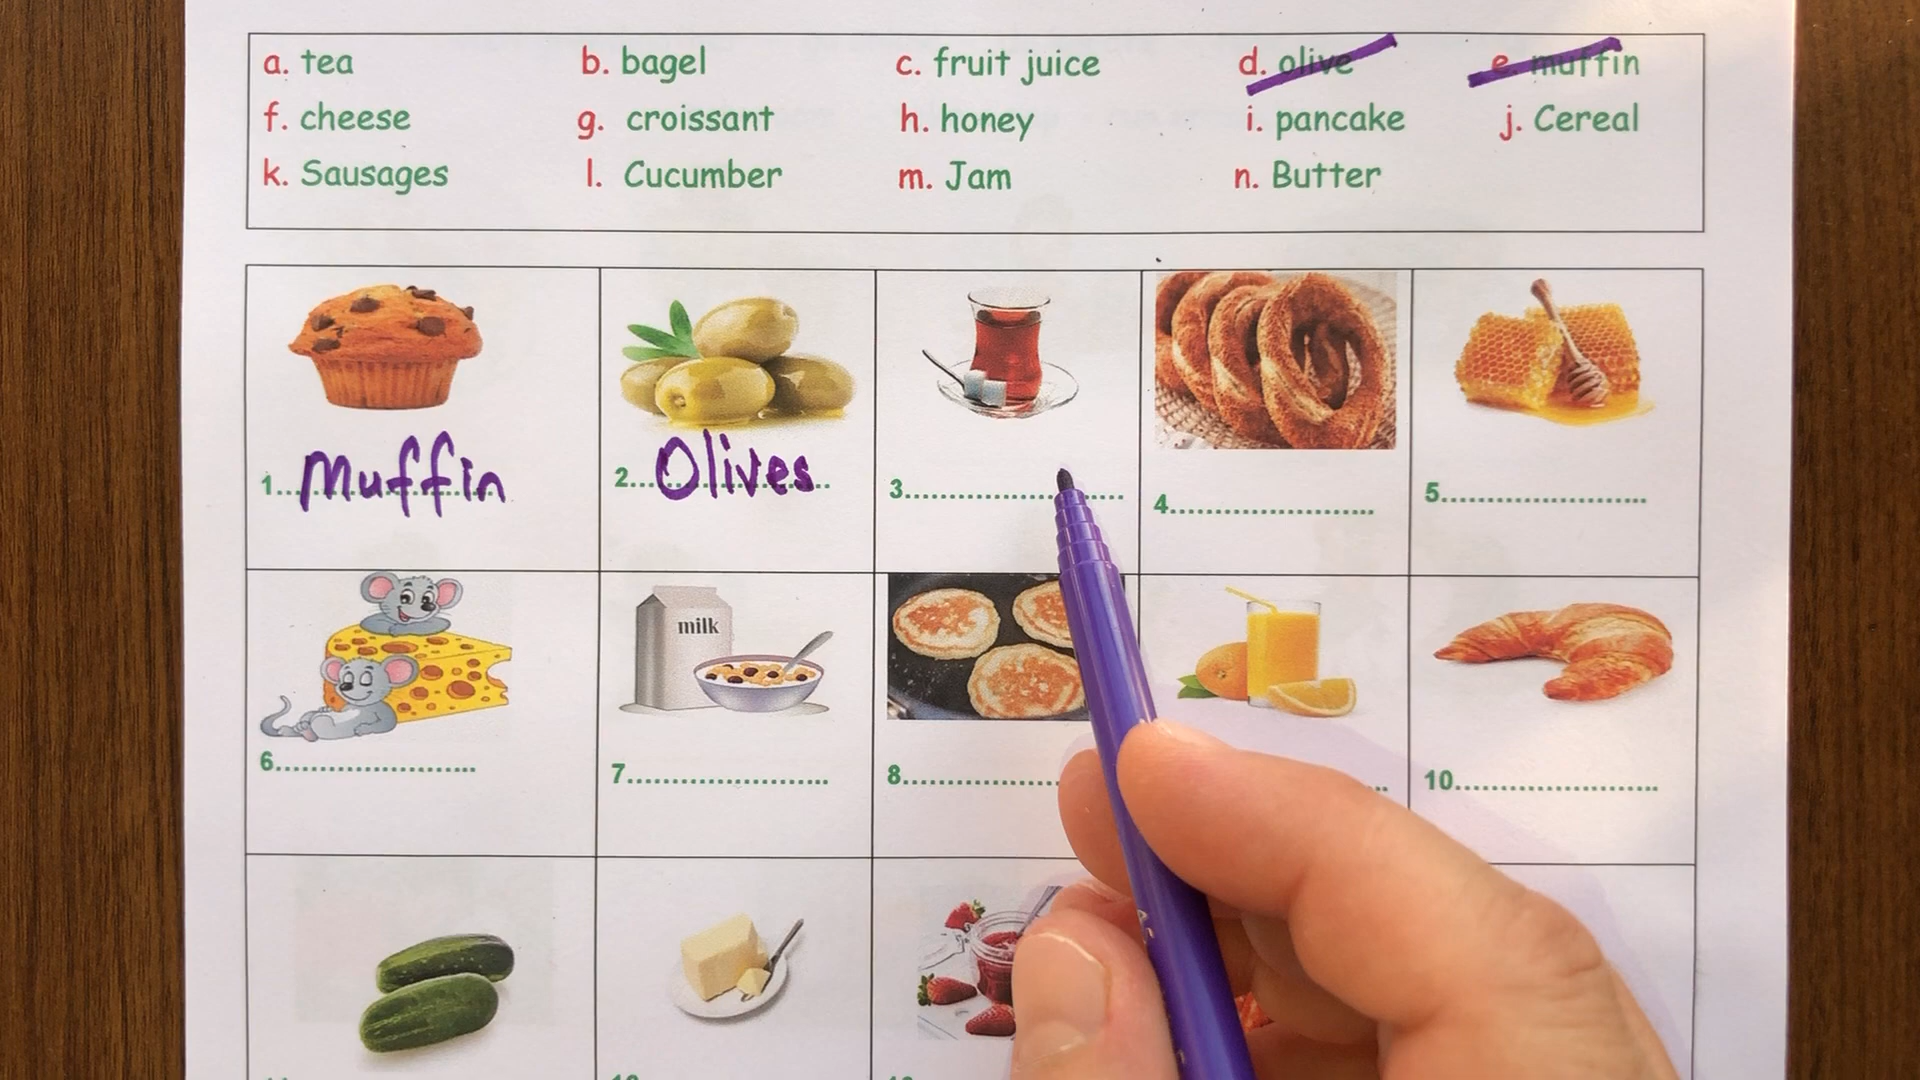 a. tea b. bagel c. fruit juice d. olive e. muffin
f. cheese g. croissant h. honey i. pancake j. Cereal
k. Sausages l. Cucumber m. Jam n. Butter
1. Muffin 2. Olives 3. 4. 5.
milk
6. 7. 8. 10.